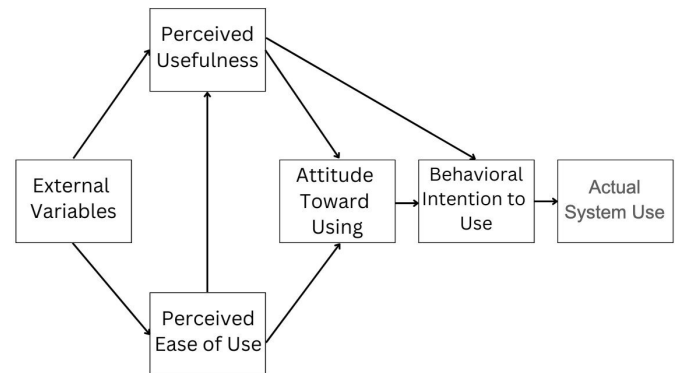 Perceived
Usefulness
External
Variables
Attitude
Toward
Using
Behavioral
Intention to
Use
Actual
System Use
Perceived
Ease of Use